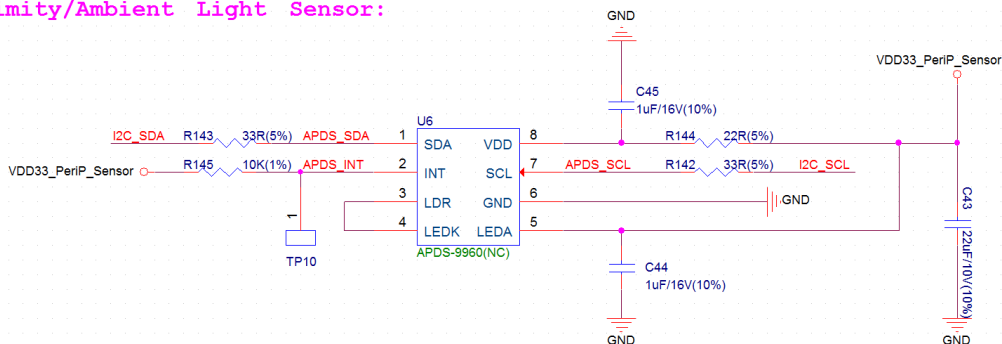 imity/Ambient Light Sensor:
GND
VDD33_PeriP_Sensor
C45
1uF/16V(10%)
U6
I2C_SDA R143 33R(5%) APDS_SDA 1 SDA VDD 8 R144 22R(5%)
VDD33_PeriP_Sensor R145 10K(1%) APDS_INT 2 INT SCL 7 APDS_SCL R142 33R(5%) I2C_SCL
3 LDR GND 6 GND
4 LEDK LEDA 5
1
TP10
APDS-9960(NC)
C44
1uF/16V(10%)
C43
22uF/10V(10%)
GND
GND